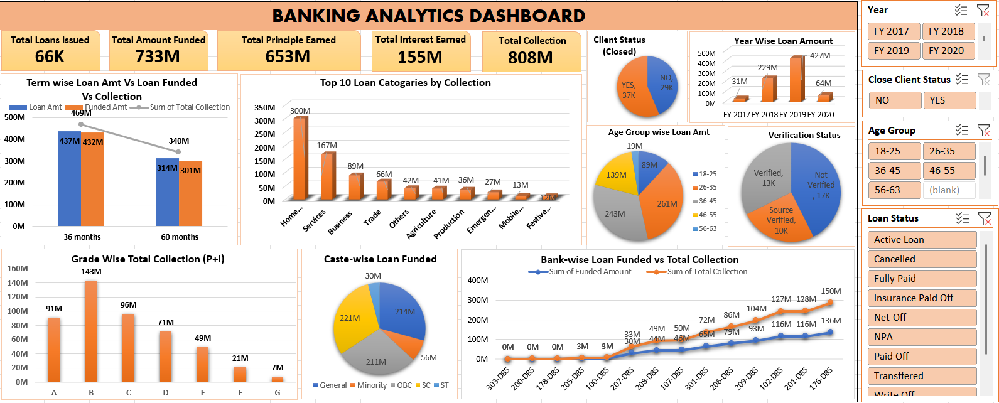 BANKING ANALYTICS DASHBOARD
Total Loans Issued
66K
Total Amount Funded
733M
Total Principle Earned
653M
Total Interest Earned
155M
Total Collection
808M
Client Status
(Closed)
YES,
37K
NO,
29K
Year Wise Loan Amount
500M
400M
300M
200M
100M
0M
31M
229M
427M
64M
FY 2017 FY 2018 FY 2019 FY 2020
Term wise Loan Amt Vs Loan Funded
Vs Collection
Loan Amt Funded Amt Sum of Total Collection
500M
400M
300M
200M
100M
0M
469M
340M
437M 432M
314M 301M
36 months 60 months
Top 10 Loan Catogaries by Collection
350M
300M
250M
200M
150M
100M
50M
0M
300M
167M
89M
66M
42M
41M
36M
27M
13M
12M
Home...
Services
Business
Trade
Others
Agriculture
Production
Emergen...
Mobile...
Festive...
Age Group wise Loan Amt
19M
89M
139M
261M
243M
18-25
26-35
36-45
46-55
56-63
Verification Status
Verified,
13K
Not
Verified
, 17K
Source
Verified,
10K
Grade Wise Total Collection (P+I)
160M
140M
120M
100M
80M
60M
40M
20M
0M
91M
143M
96M
71M
49M
21M
7M
A B C D E F G
Caste-wise Loan Funded
30M
214M
221M
56M
211M
General Minority OBC SC ST
Bank-wise Loan Funded vs Total Collection
Sum of Funded Amount Sum of Total Collection
400M
300M
200M
100M
0M
0M 0M 0M 3M
33M 49M 50M 72M 86M 104M 127M 128M 150M
30M 44M 46M 65M 79M 93M 116M 116M 136M
303-DBS
200-DBS
178-DBS
205-DBS
100-DBS
207-DBS
208-DBS
107-DBS
301-DBS
206-DBS
209-DBS
102-DBS
201-DBS
176-DBS
Year
FY 2017 FY 2018
FY 2019 FY 2020
Close Client Status
NO YES
Age Group
18-25 26-35
36-45 46-55
56-63 (blank)
Loan Status
Active Loan
Cancelled
Fully Paid
Insurance Paid Off
Net-Off
NPA
Paid Off
Transffered
Write Off